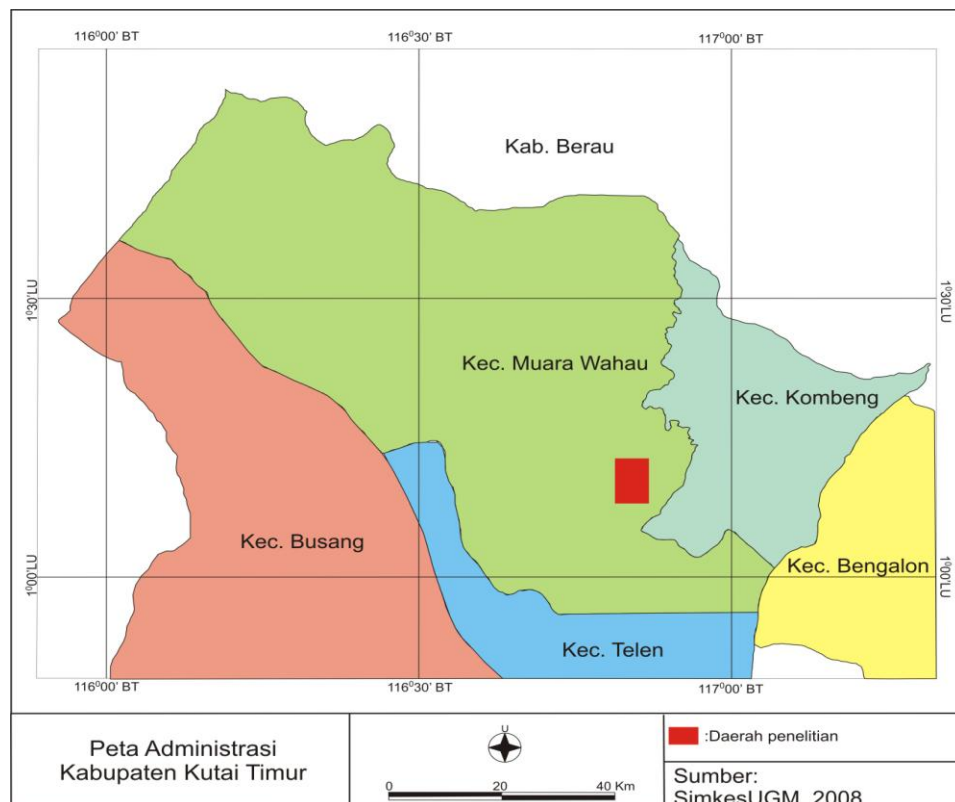 116⁰00' BT
116⁰30' BT
117⁰00' BT
Kab. Berau
1⁰30'LU
1⁰30'LU
Kec. Muara Wahau
Kec. Kombeng
Kec. Busang
Kec. Bengalon
1⁰00'LU
1⁰00'LU
Kec. Telen
116⁰00' BT
116⁰30' BT
117⁰00' BT
Peta Administrasi
Kabupaten Kutai Timur
U
0 20 40 Km
:Daerah penelitian
Sumber:
SimkesUGM, 2008